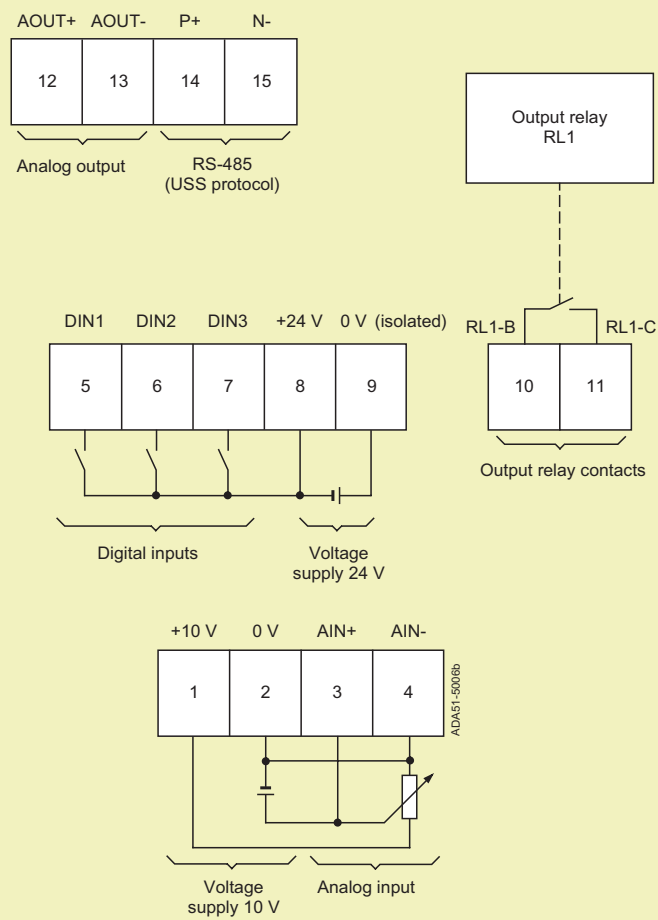 AOUT+ AOUT- P+ N-
12 13 14 15
Analog output
RS-485
(USS protocol)
Output relay
RL1
DIN1 DIN2 DIN3 +24 V 0 V (isolated)
5 6 7 8 9
Digital inputs
Voltage
supply 24 V
RL1-B RL1-C
10 11
Output relay contacts
+10 V 0 V AIN+ AIN-
1 2 3 4
ADA51-5006b
Voltage
supply 10 V
Analog input